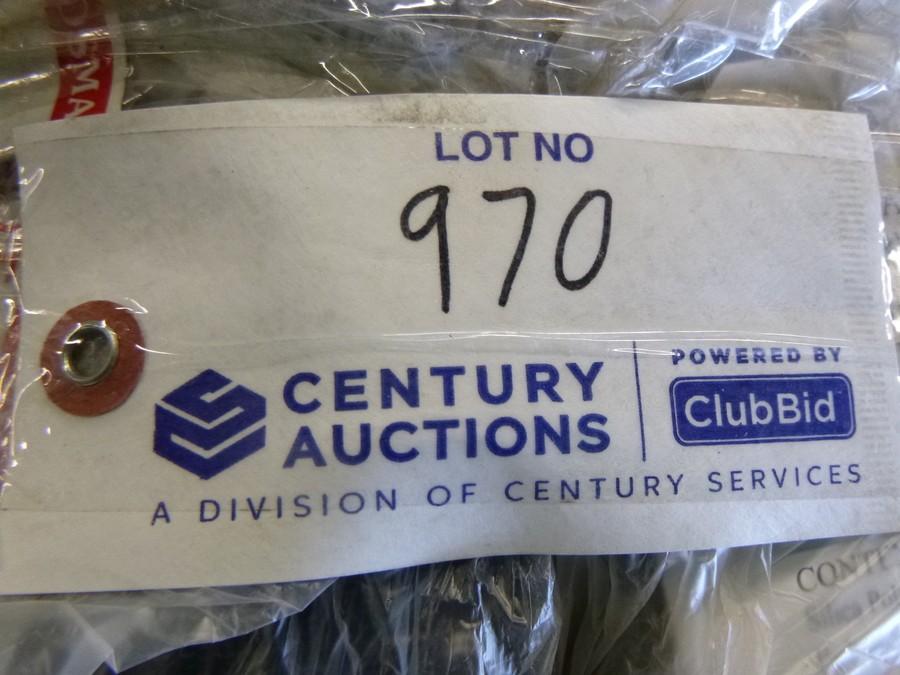 LOT NO
970
CENTURY
AUCTIONS
POWERED BY
ClubBid
A DIVISION OF CENTURY SERVICES